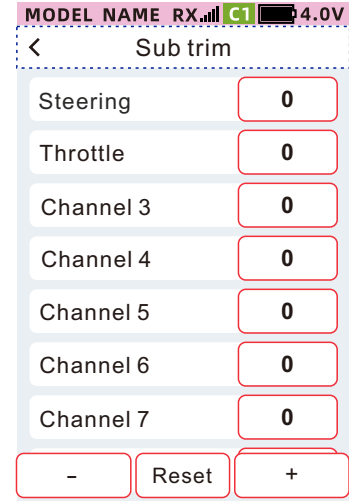 MODEL NAME RX C1 4.0V
< Sub trim
Steering 0
Throttle 0
Channel 3 0
Channel 4 0
Channel 5 0
Channel 6 0
Channel 7 0
- Reset +